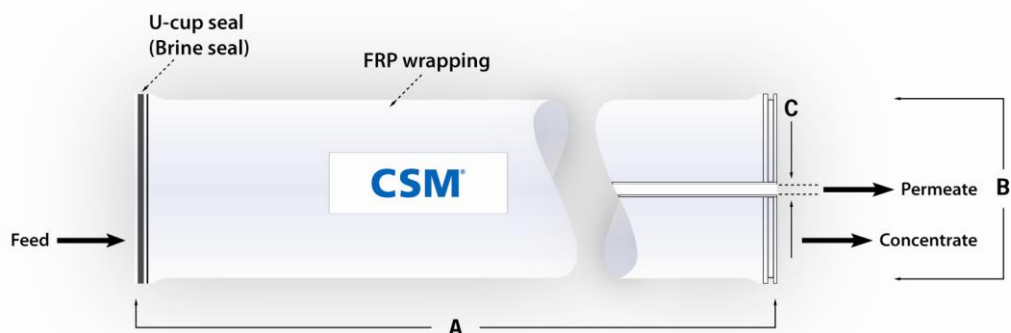 U-cup seal
(Brine seal)
FRP wrapping
C
CSM®
Permeate
B
Feed
Concentrate
A